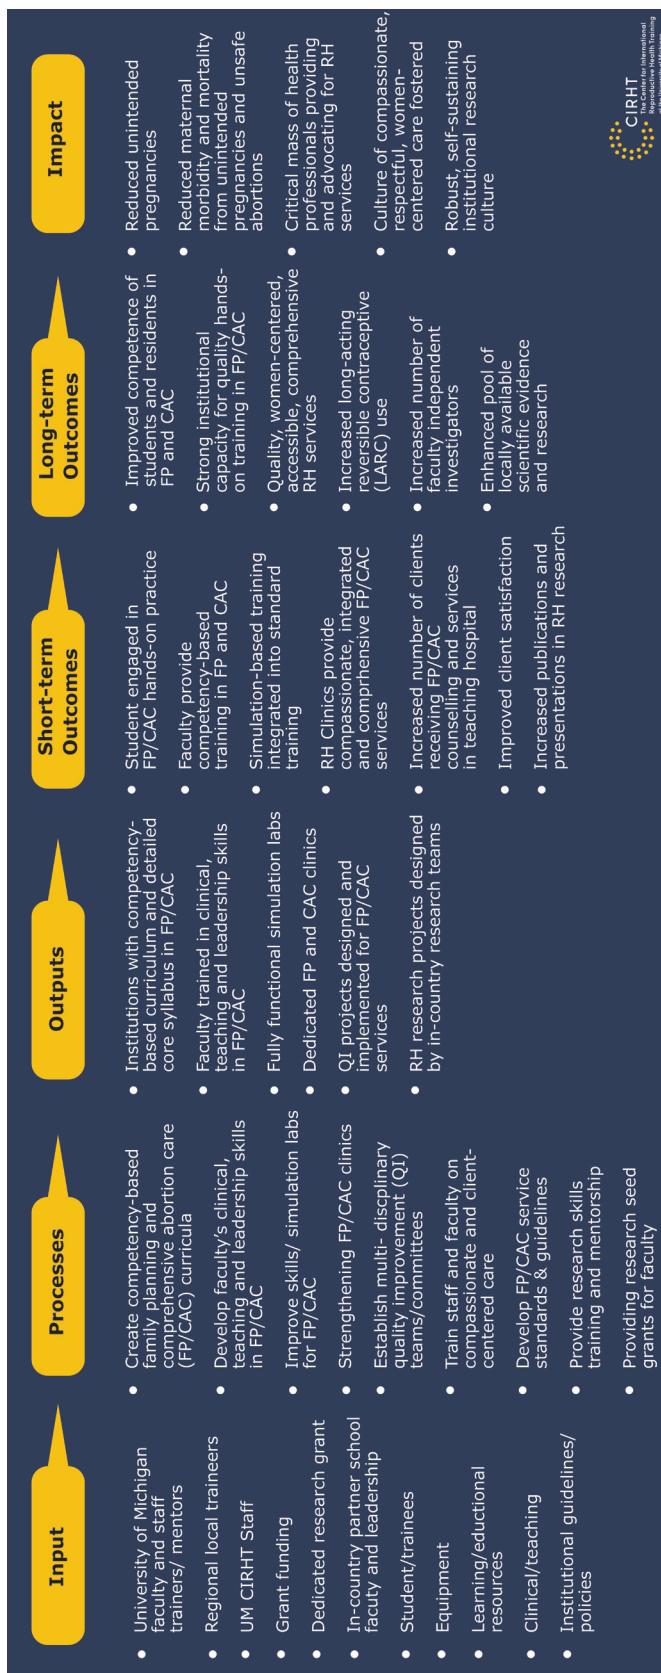 Input
University of Michigan
faculty and staff
trainers/ mentors
Regional local traineers
UM CIRHT Staff
Grant funding
Dedicated research grant
In-country partner school
facuty and leadership
Student/trainees
Equipment
Learning/eductional
resources
Clinical/teaching
Institutional guidelines/
policies
Processes
Create competency-based
family planning and
comprehensive abortion care
(FP/CAC) curricula
Develop faculty's clinical,
teaching and leadership skills
in FP/CAC
Improve skills/ simulation labs
for FP/CAC
Strengthening FP/CAC clinics
Establish multi- discplinary
quality improvement (QI)
teams/committees
Train staff and faculty on
compassionate and client-
centered care
Develop FP/CAC service
standards & guidelines
Provide research skills
training and mentorship
Providing research seed
grants for faculty
Outputs
Institutions with competency-
based curriculum and detailed
core syllabus in FP/CAC
Faculty trained in clinical,
teaching and leadership skills
in FP/CAC
Fully functional simulation labs
Dedicated FP and CAC clinics
QI projects designed and
implemented for FP/CAC
services
RH research projects designed
by in-country research teams
Short-term
Outcomes
Student engaged in
FP/CAC hands-on practice
Faculty provide
competency-based
training in FP and CAC
Simulation-based training
integrated into standard
training
RH Clinics provide
compassionate, integrated
and comprhensive FP/CAC
services
Increased number of clients
receiving FP/CAC
counselling and services
in teaching hospital
Improved client satisfaction
Increased publications and
presentations in RH research
Long-term
Outcomes
Improved competence of
students and residents in
FP and CAC
Strong institutional
capacity for quality hands-
on training in FP/CAC
Quality, women-centered,
accessible, comprehensive
RH services
Increased long-acting
reversible contraceptive
(LARC) use
Increased number of
faculty independent
investigators
Enhanced pool of
locally available
scientific evidence
and research
Impact
Reduced unintended
pregnancies
Reduced maternal
morbidity and mortality
from unintended
pregnancies and unsafe
abortions
Critical mass of health
professionals providing
and advocating for RH
services
Culture of compassionate,
respectful, women-
centered care fostered
Robust, self-sustaining
institutional research
culture
CIRHT
The Center for International
Reproductive Health Training